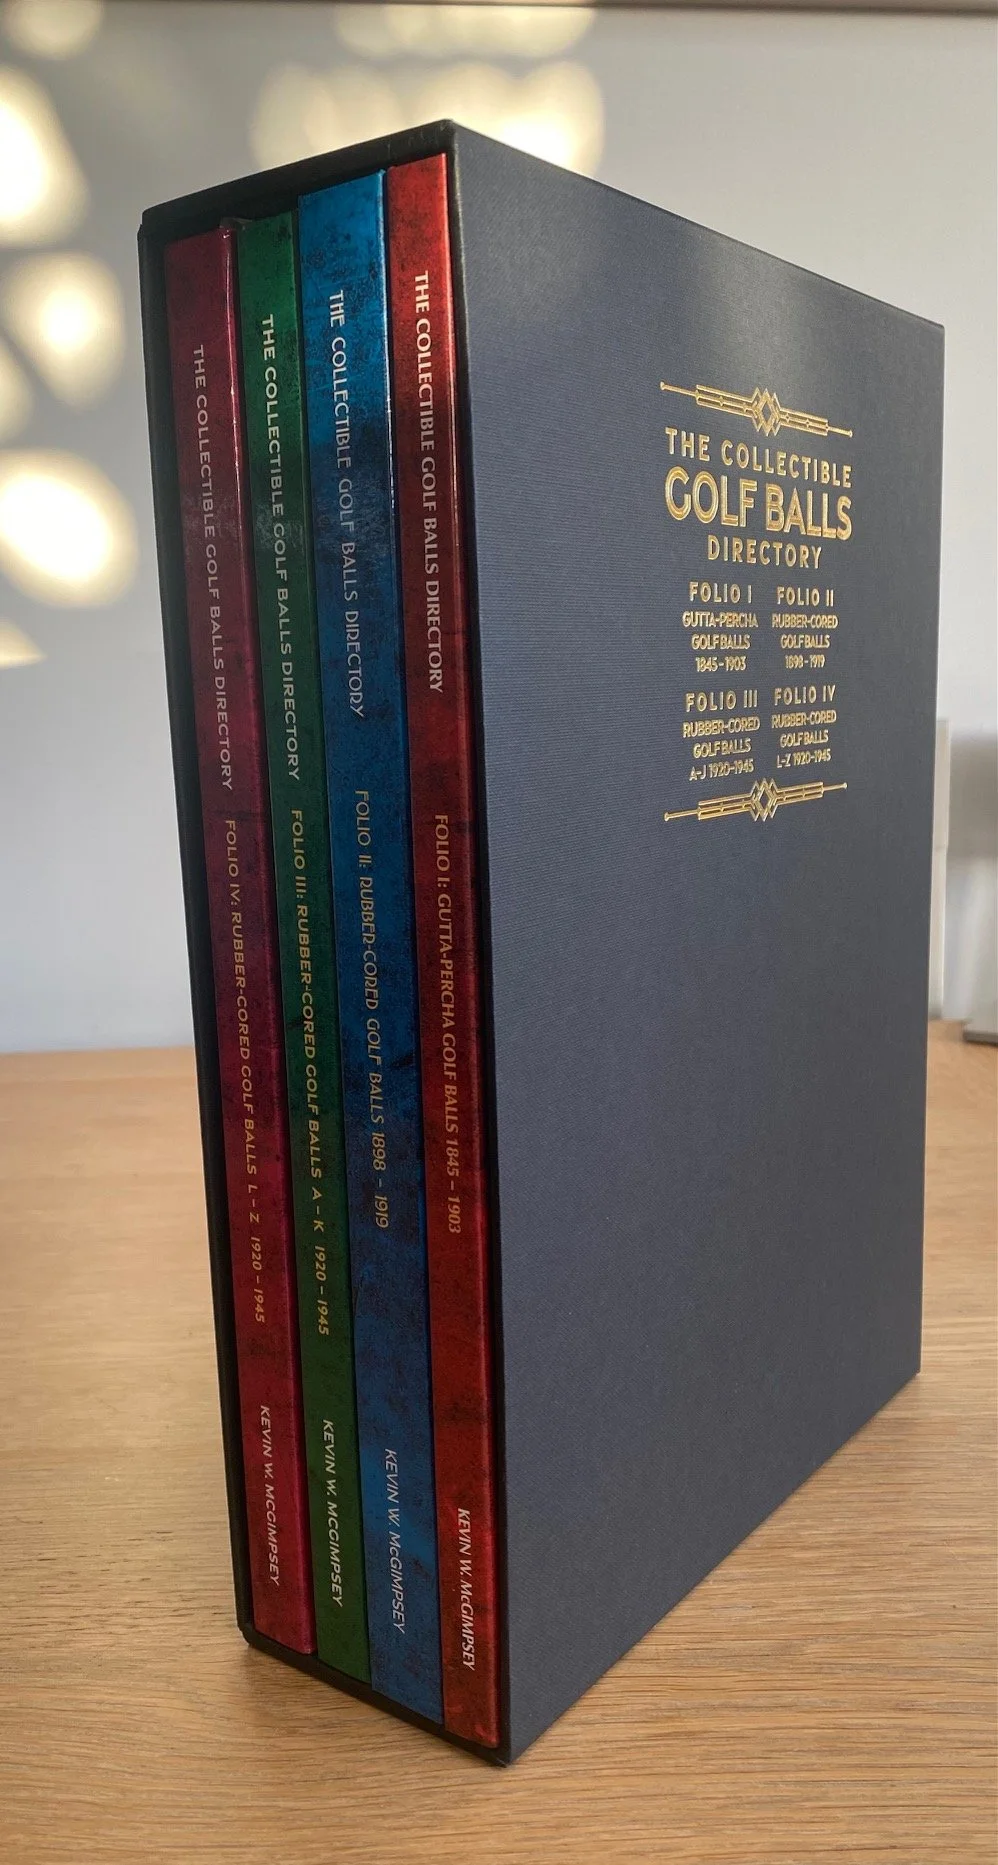 THE COLLECTIBLE GOLF BALLS DIRECTORY FOLIO IV: RUBBER-CORED GOLF BALLS L – Z 1920 – 1945 KEVIN W. MCGIMPSEY
THE COLLECTIBLE GOLF BALLS DIRECTORY FOLIO III: RUBBER-CORED GOLF BALLS A – K 1920 – 1945 KEVIN W. MCGIMPSEY
THE COLLECTIBLE GOLF BALLS DIRECTORY FOLIO II: RUBBER-CORED GOLF BALLS 1898 – 1919 KEVIN W. McGIMPSEY
THE COLLECTIBLE GOLF BALLS DIRECTORY FOLIO I: GUTTA-PERCHA GOLF BALLS 1845 – 1903 KEVIN W. McGIMPSEY
THE COLLECTIBLE
GOLF BALLS
DIRECTORY
FOLIO I
GUTTA-PERCHA
GOLF BALLS
1845-1903
FOLIO II
RUBBER-CORED
GOLF BALLS
1898-1919
FOLIO III
RUBBER-CORED
GOLF BALLS
A-J 1920-1945
FOLIO IV
RUBBER-CORED
GOLF BALLS
L-Z 1920-1945